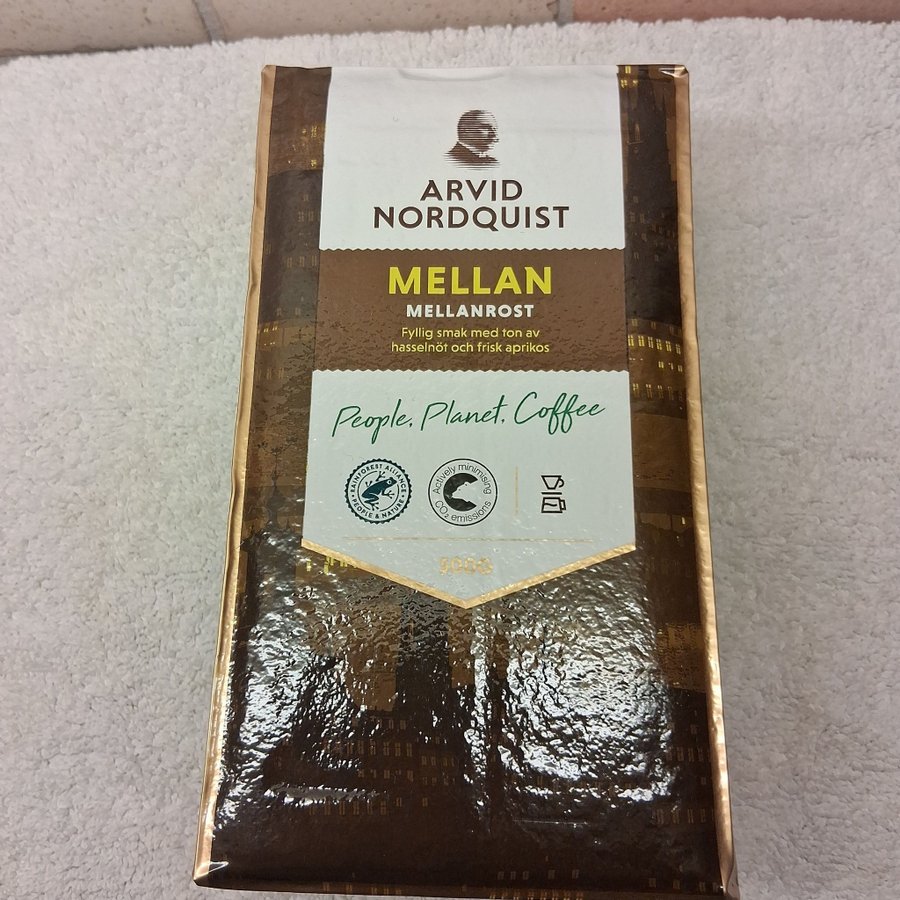 ARVID
NORDQUIST
MELLAN
MELLANROST
Fyllig smak med ton av
hasselnöt och frisk aprikos
People, Planet, Coffee
RAINFOREST ALLIANCE
PEOPLE & NATURE
Actively minimising
CO₂ emissions